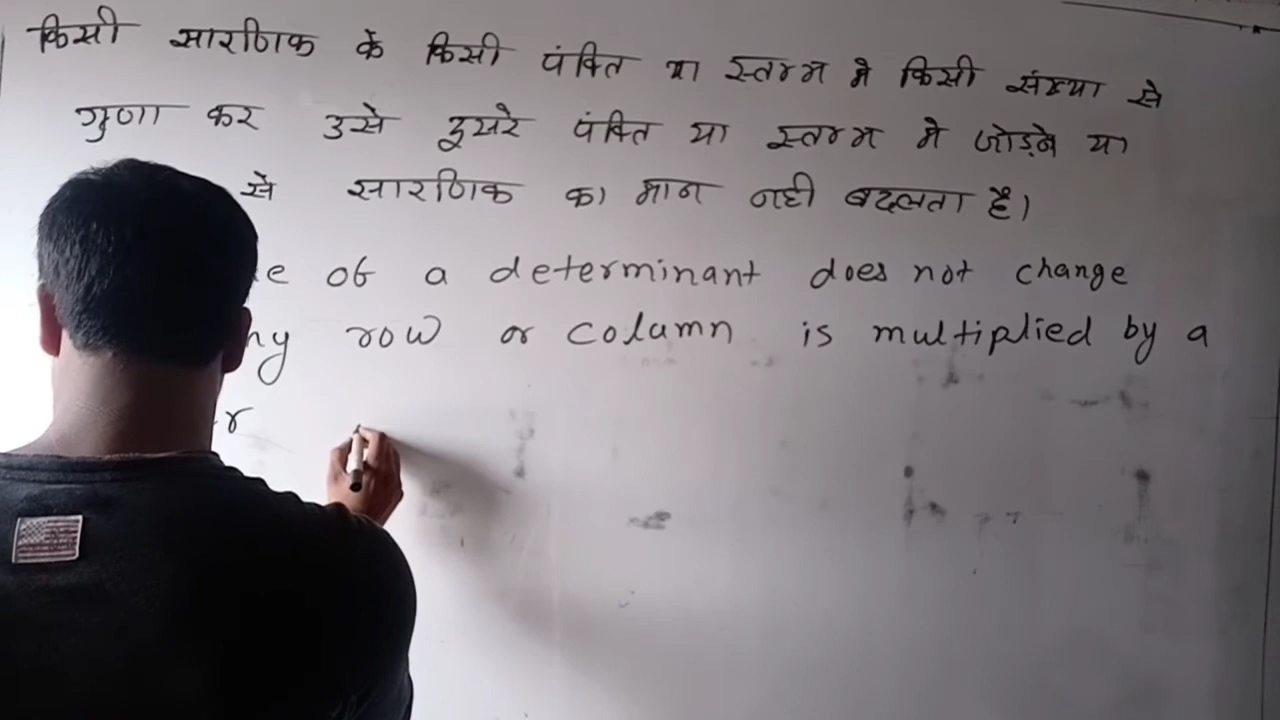 किसी सारणिक के किसी पंक्ति या स्तम्भ मे किसी संख्या से
गुणा कर उसे दुसरे पंक्ति या स्तम्भ मे जोड़ने या
से सारणिक का मान नही बदलता है।
of a determinant does not change
row or column is multiplied by a